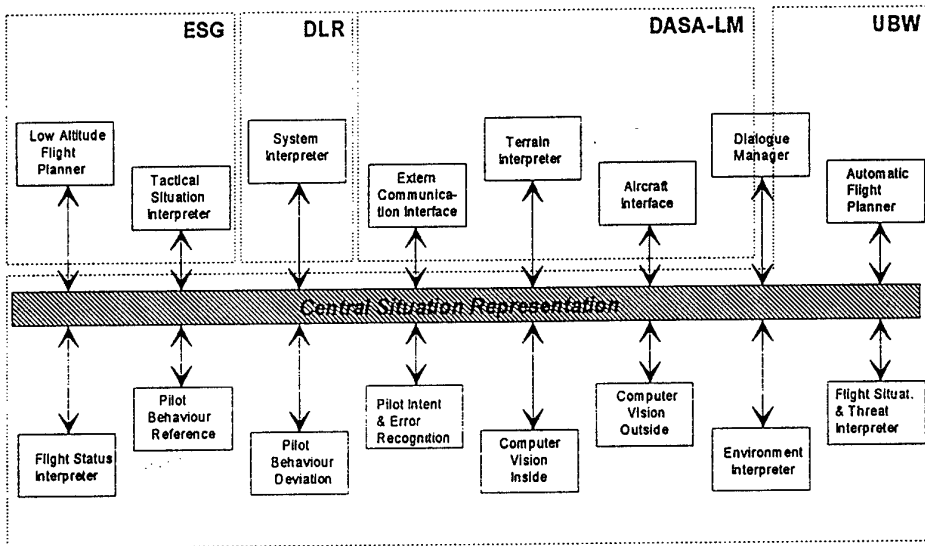 ESG
DLR
DASA-LM
UBW
Low Altitude
Flight
Planner
Tactical
Situation
Interpreter
System
Interpreter
Extern
Communica-
tion Interface
Terrain
Interpreter
Aircraft
Interface
Dialogue
Manager
Automatic
Flight
Planner
Central Situation Representation
Flight Status
Interpreter
Pilot
Behaviour
Reference
Pilot
Behaviour
Deviation
Pilot Intent
& Error
Recognition
Computer
Vision
Inside
Computer
Vision
Outside
Environment
Interpreter
Flight Situat.
& Threat
Interpreter